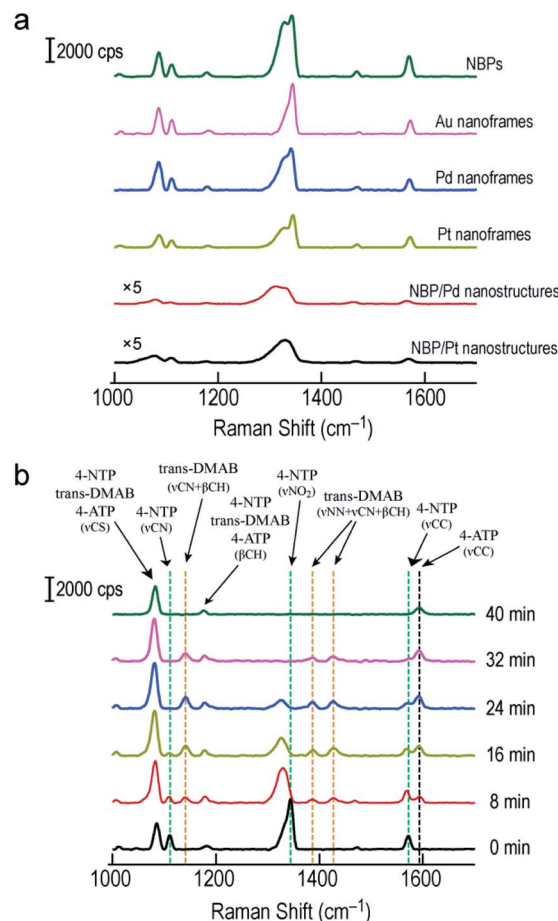 a
2000 cps
NBPs
Au nanoframes
Pd nanoframes
Pt nanoframes
×5
NBP/Pd nanostructures
×5
NBP/Pt nanostructures
1000 1200 1400 1600
Raman Shift (cm⁻¹)
b
4-NTP
trans-DMAB
4-ATP
(νCS)
4-NTP
(νCN)
trans-DMAB
(νCN+βCH)
4-NTP
trans-DMAB
4-ATP
(βCH)
4-NTP
(νNO₂)
trans-DMAB
(νNN+νCN+βCH)
4-NTP
(νCC)
4-ATP
(νCC)
2000 cps
40 min
32 min
24 min
16 min
8 min
0 min
1000 1200 1400 1600
Raman Shift (cm⁻¹)